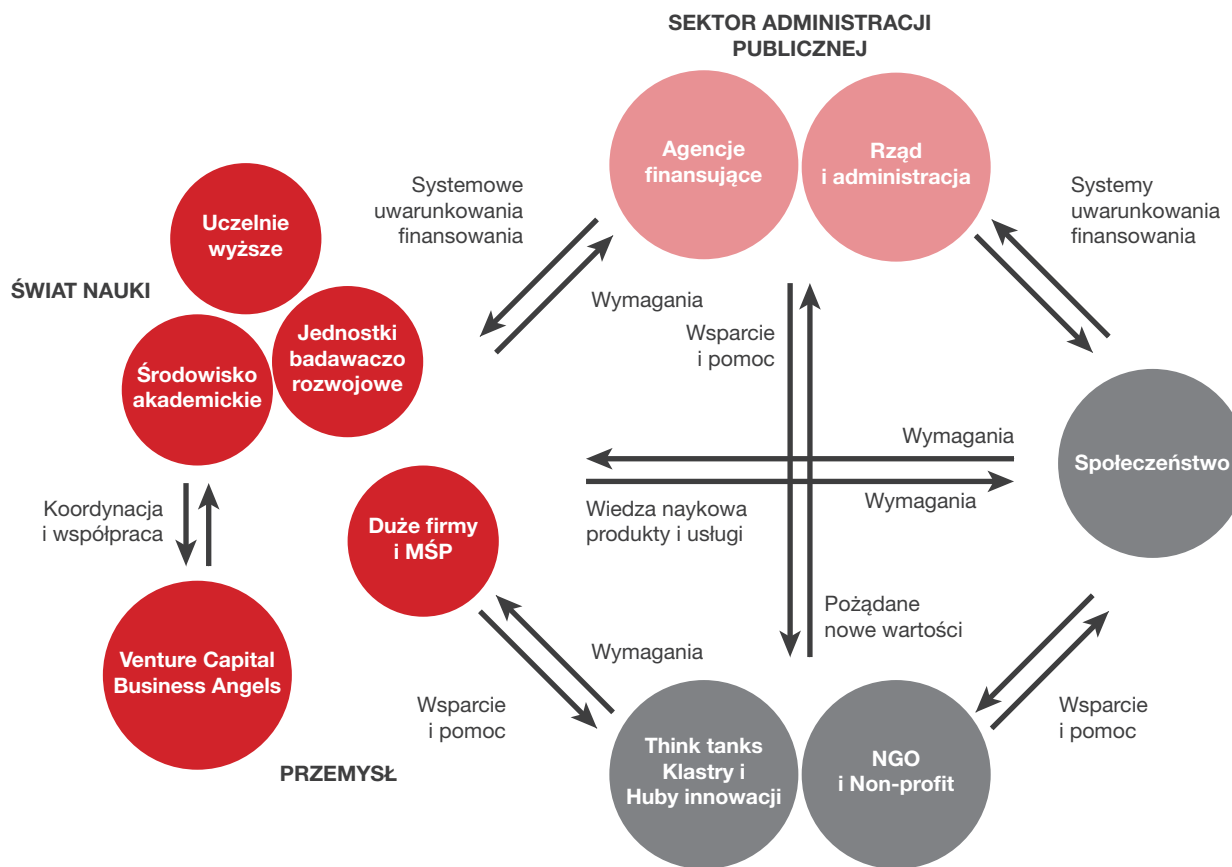 SEKTOR ADMINISTRACJI
PUBLICZNEJ
Agencje
finansujące
Rząd
i administracja
Systemowe
uwarunkowania
finansowania
Systemy
uwarunkowania
finansowania
Uczelnie
wyższe
ŚWIAT NAUKI
Jednostki
badawaczo
rozwojowe
Środowisko
akademickie
Wymagania
Wsparcie
i pomoc
Wymagania
Społeczeństwo
Wymagania
Koordynacja
i współpraca
Duże firmy
i MŚP
Wiedza naykowa
produkty i usługi
Pożądane
nowe wartości
Wymagania
Venture Capital
Business Angels
Wsparcie
i pomoc
Wsparcie
i pomoc
PRZEMYSŁ
Think tanks
Klastry i
Huby innowacji
NGO
i Non-profit